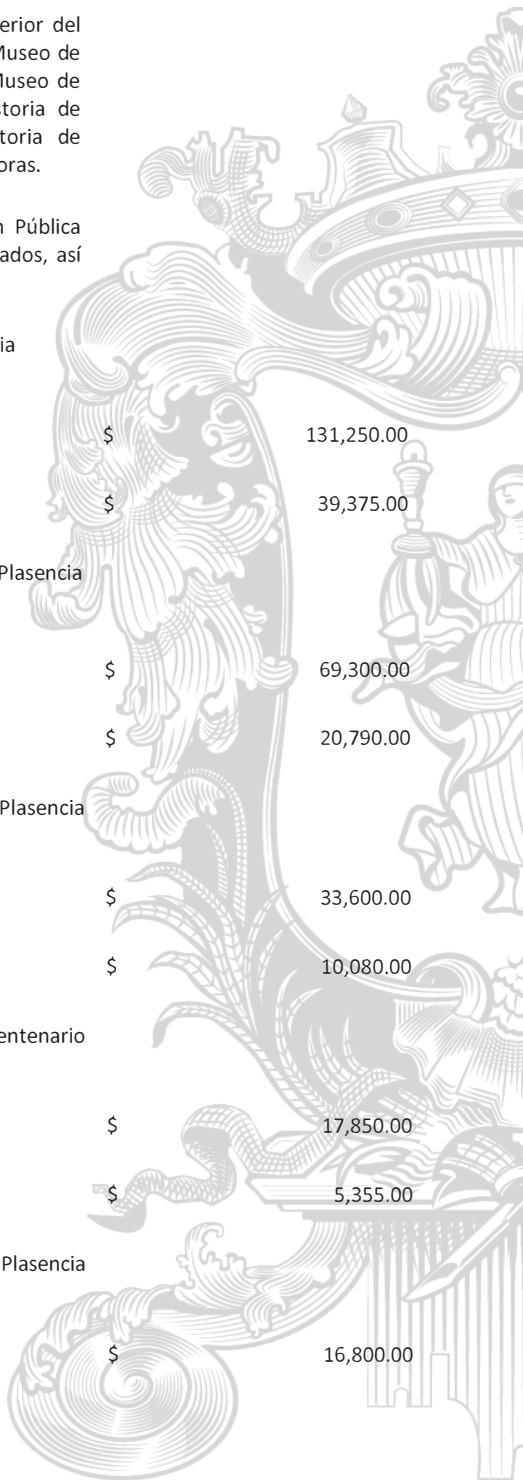 erior del
Museo de
Museo de
storia de
toria de
oras.
n Pública
ados, así
ia
$ 131,250.00
$ 39,375.00
Plasencia
$ 69,300.00
$ 20,790.00
Plasencia
$ 33,600.00
$ 10,080.00
entenario
$ 17,850.00
$ 5,355.00
Plasencia
$ 16,800.00